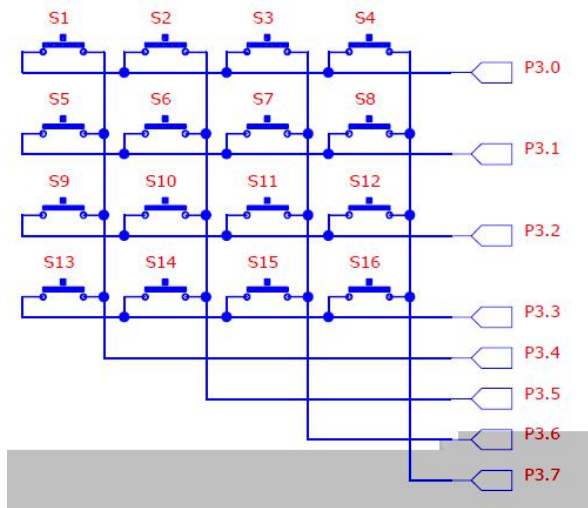 S1 S2 S3 S4
P3.0
S5 S6 S7 S8
P3.1
S9 S10 S11 S12
P3.2
S13 S14 S15 S16
P3.3
P3.4
P3.5
P3.6
P3.7